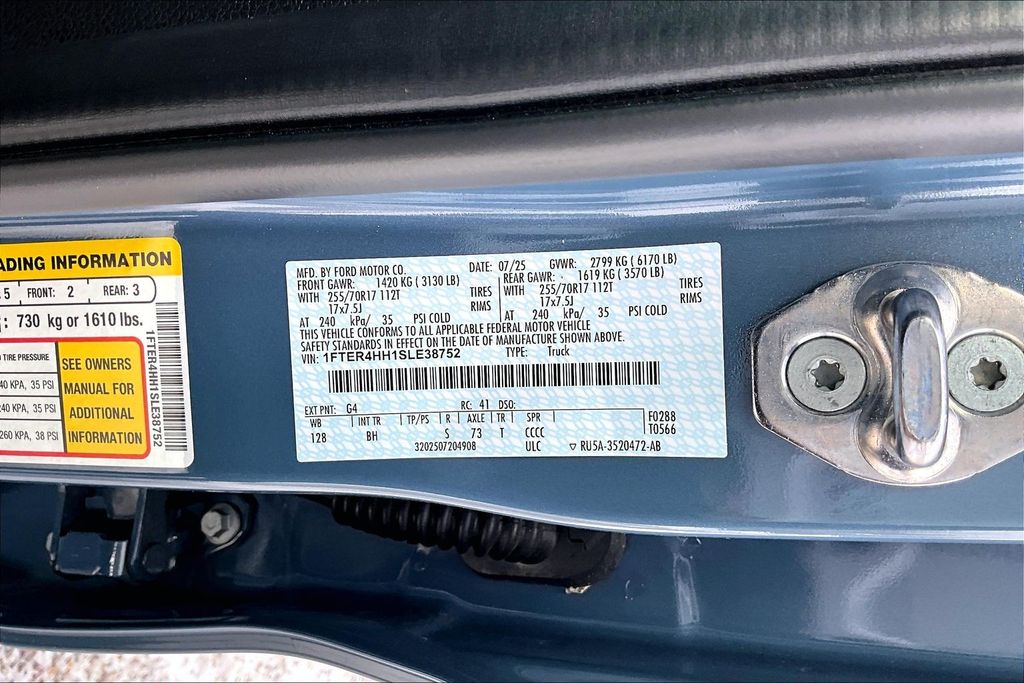 ADING INFORMATION
5 FRONT: 2 REAR: 3
: 730 kg or 1610 lbs.
TIRE PRESSURE
40 KPA, 35 PSI
240 KPA, 35 PSI
260 KPA, 38 PSI
SEE OWNERS
MANUAL FOR
ADDITIONAL
INFORMATION
1FTER4HH1SLE38752
MFD. BY FORD MOTOR CO. DATE: 07/25 GVWR: 2799 KG ( 6170 LB)
FRONT GAWR: 1420 KG ( 3130 LB) REAR GAWR: 1619 KG ( 3570 LB)
WITH 255/70R17 112T TIRES WITH 255/70R17 112T TIRES
17x7.5J RIMS 17x7.5J RIMS
AT 240 kPa/ 35 PSI COLD AT 240 kPa/ 35 PSI COLD
THIS VEHICLE CONFORMS TO ALL APPLICABLE FEDERAL MOTOR VEHICLE
SAFETY STANDARDS IN EFFECT ON THE DATE OF MANUFACTURE SHOWN ABOVE.
VIN: 1FTER4HH1SLE38752 TYPE: Truck
EXT PNT: G4 RC: 41 DSO:
WB INT TR TP/PS R AXLE TR SPR F0288
128 BH S 73 T CCCC T0566
3202507204908 ULC ▽ RU5A-3520472-AB